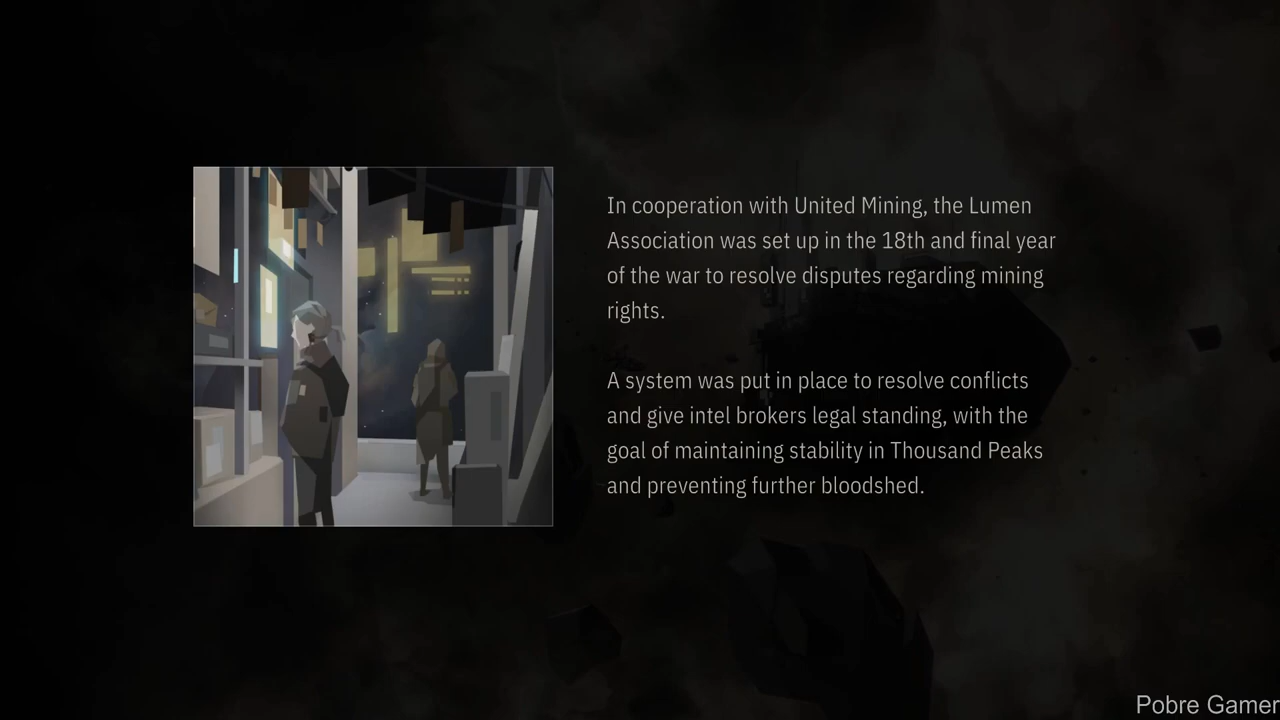 In cooperation with United Mining, the Lumen
Association was set up in the 18th and final year
of the war to resolve disputes regarding mining
rights.
A system was put in place to resolve conflicts
and give intel brokers legal standing, with the
goal of maintaining stability in Thousand Peaks
and preventing further bloodshed.
Pobre Gamer